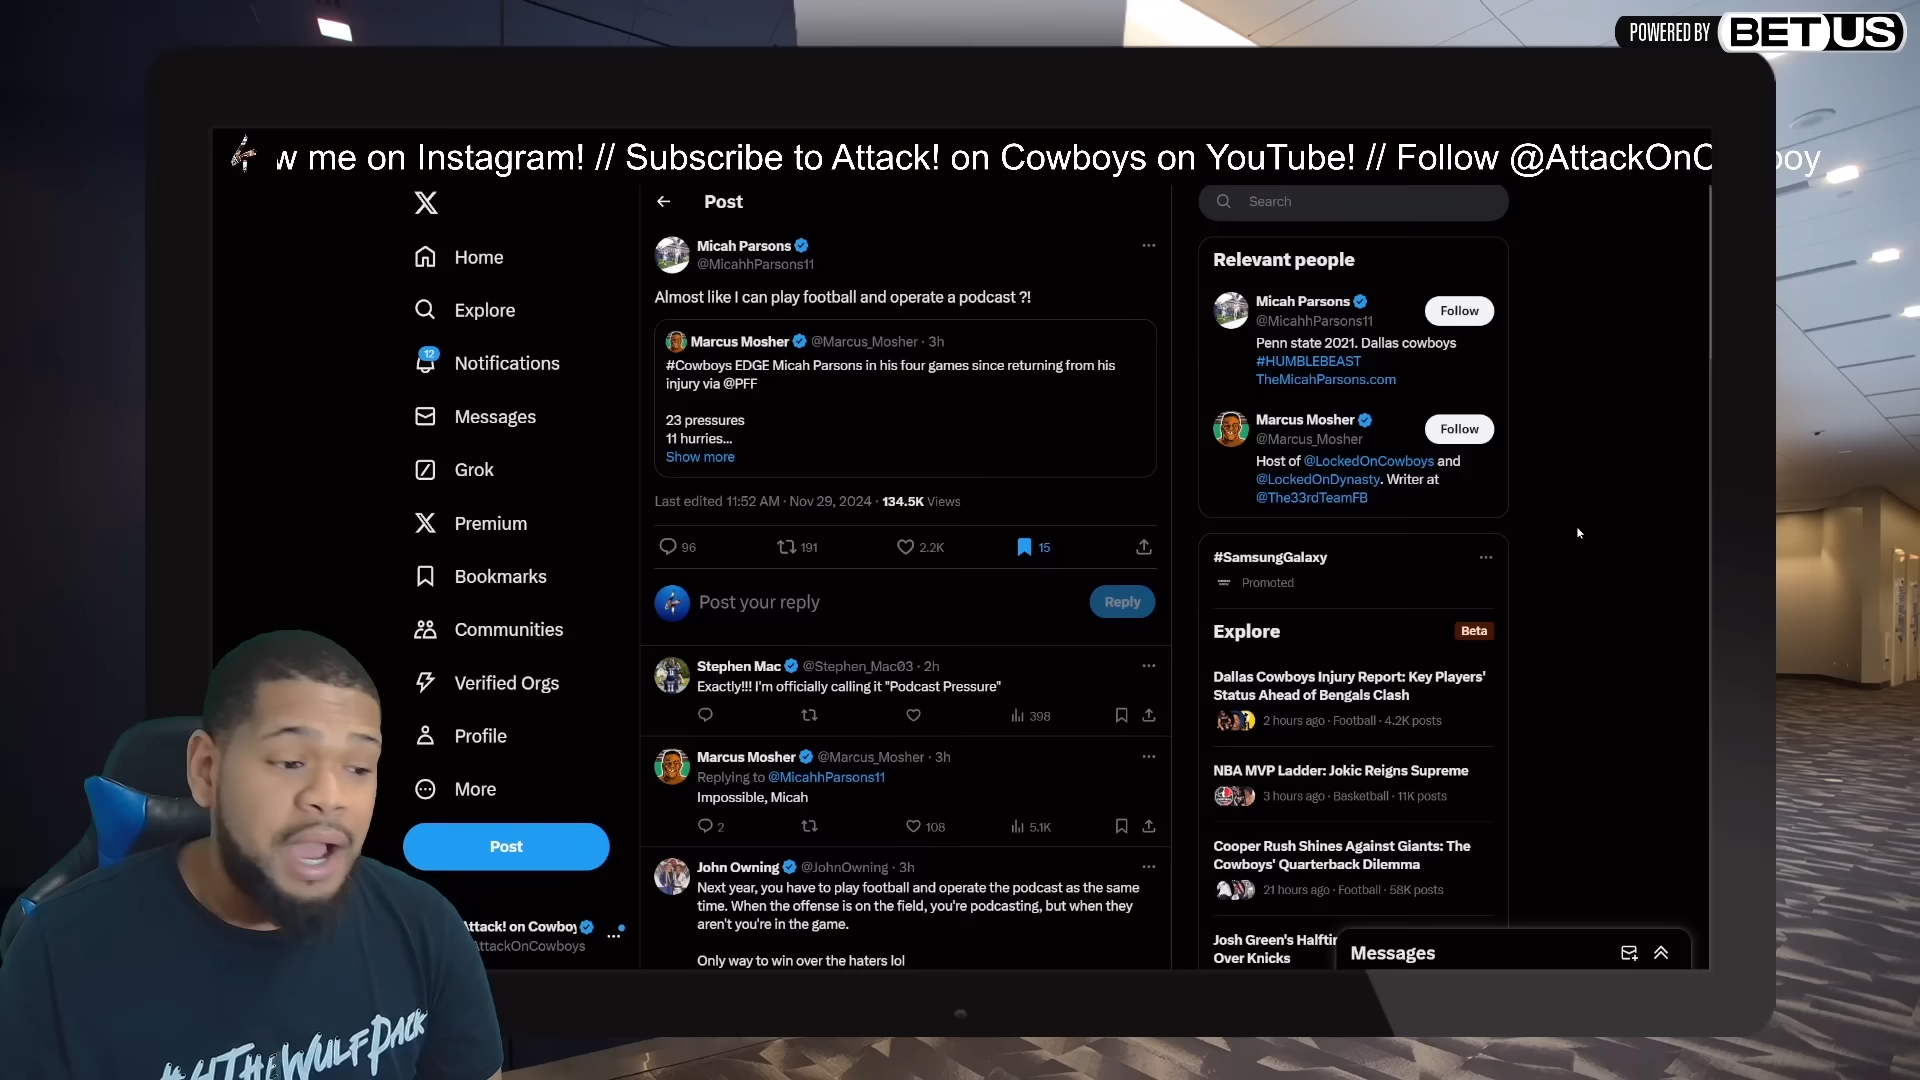 POWERED BY BETUS
w me on Instagram! // Subscribe to Attack! on Cowboys on YouTube! // Follow @AttackOnC boy
Home
Explore
12
Notifications
Messages
Grok
Premium
Bookmarks
Communities
Verified Orgs
Profile
More
Post
ttack! on Cowboy
ttackOnCowboys
Post
Micah Parsons
@MicahhParsons11
Almost like I can play football and operate a podcast ?!
Marcus Mosher @Marcus_Mosher · 3h
#Cowboys EDGE Micah Parsons in his four games since returning from his
injury via @PFF
23 pressures
11 hurries...
Show more
Last edited 11:52 AM · Nov 29, 2024 · 134.5K Views
96 191 2.2K 15
Post your reply
Reply
Stephen Mac @Stephen_Mac03 · 2h
Exactly!!! I'm officially calling it "Podcast Pressure"
398
Marcus Mosher @Marcus_Mosher · 3h
Replying to @MicahhParsons11
Impossible, Micah
2 108 5.1K
John Owning @JohnOwning · 3h
Next year, you have to play football and operate the podcast as the same
time. When the offense is on the field, you're podcasting, but when they
aren't you're in the game.
Only way to win over the haters lol
Search
Relevant people
Micah Parsons
@MicahhParsons11
Follow
Penn state 2021. Dallas cowboys
#HUMBLEBEAST
TheMicahParsons.com
Marcus Mosher
@Marcus_Mosher
Follow
Host of @LockedOnCowboys and
@LockedOnDynasty. Writer at
@The33rdTeamFB
#SamsungGalaxy
Promoted
Explore
Beta
Dallas Cowboys Injury Report: Key Players'
Status Ahead of Bengals Clash
2 hours ago · Football · 4.2K posts
NBA MVP Ladder: Jokic Reigns Supreme
3 hours ago · Basketball · 11K posts
Cooper Rush Shines Against Giants: The
Cowboys' Quarterback Dilemma
21 hours ago · Football · 58K posts
Josh Green's Halfti
Over Knicks
Messages
TheWulfPack